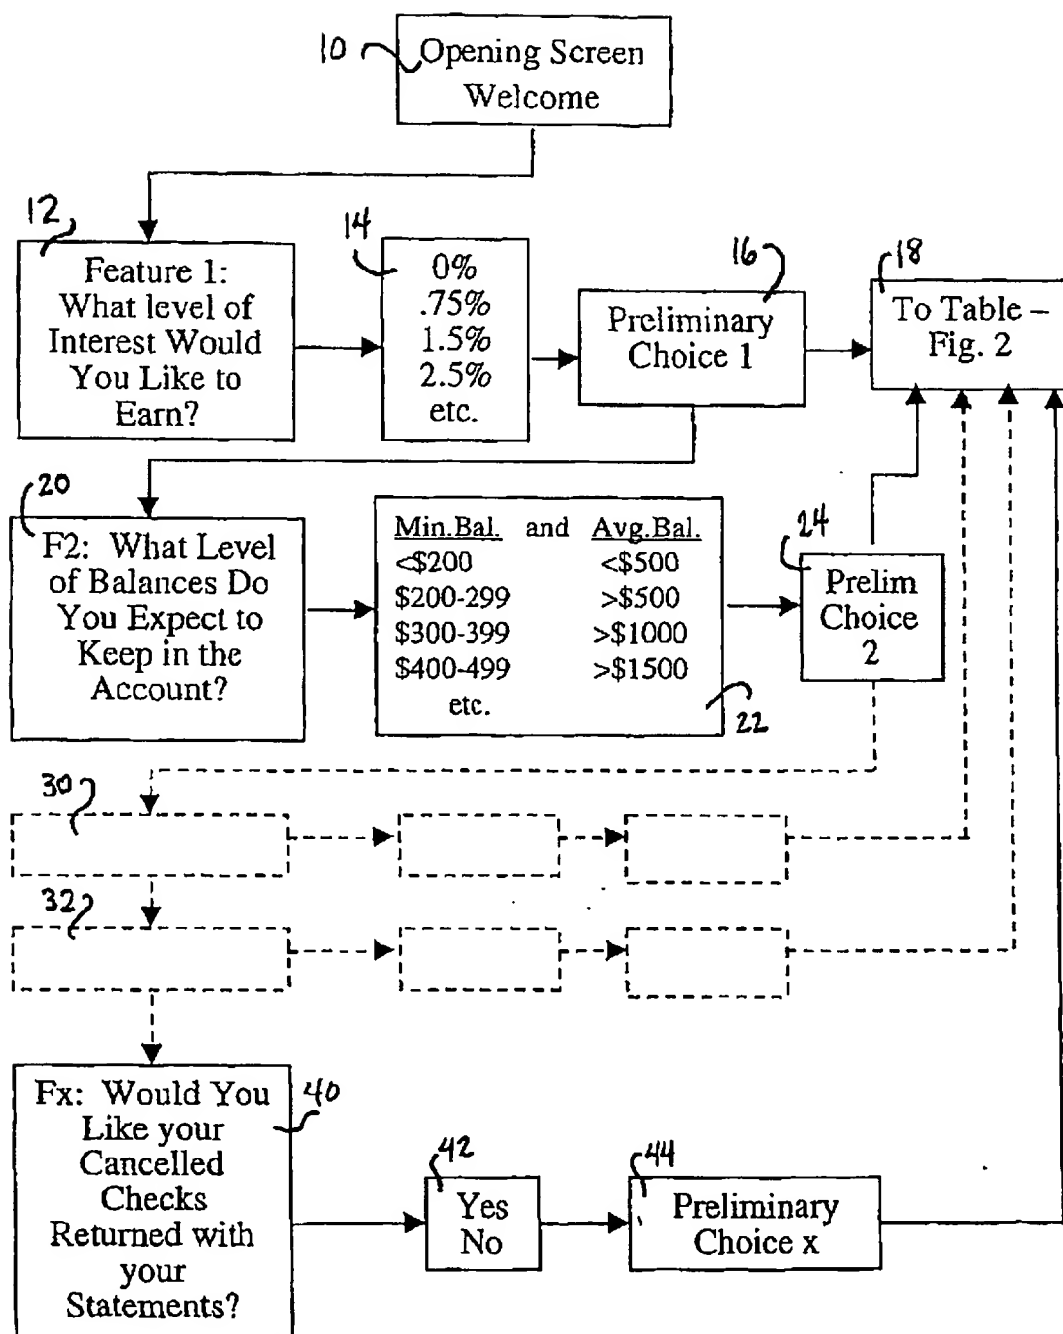 10
Opening Screen
Welcome
12
Feature 1:
What level of
Interest Would
You Like to
Earn?
14
0%
.75%
1.5%
2.5%
etc.
16
Preliminary
Choice 1
18
To Table –
Fig. 2
20
F2: What Level
of Balances Do
You Expect to
Keep in the
Account?
Min.Bal. and Avg.Bal.
<$200 <$500
$200-299 >$500
$300-399 >$1000
$400-499 >$1500
etc.
22
24
Prelim
Choice
2
30
32
Fx: Would You
Like your
Cancelled
Checks
Returned with
your
Statements?
40
42
Yes
No
44
Preliminary
Choice x